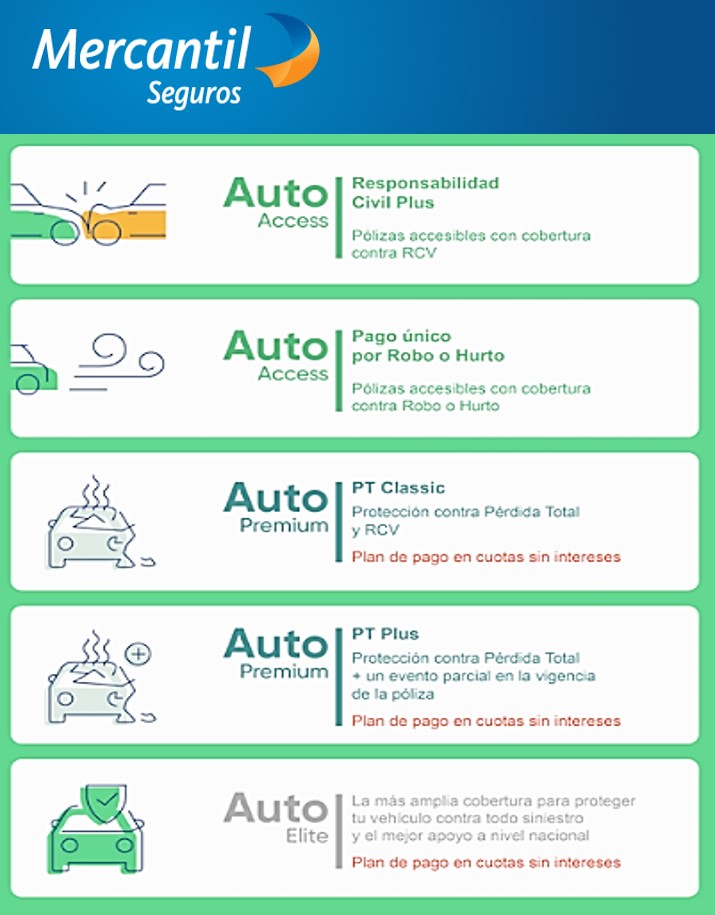 Mercantil
Seguros
Auto
Access
Responsabilidad
Civil Plus
Pólizas accesibles con cobertura
contra RCV
Auto
Access
Pago único
por Robo o Hurto
Pólizas accesibles con cobertura
contra Robo o Hurto
Auto
Premium
PT Classic
Protección contra Pérdida Total
y RCV
Plan de pago en cuotas sin intereses
Auto
Premium
PT Plus
Protección contra Pérdida Total
+ un evento parcial en la vigencia
de la póliza
Plan de pago en cuotas sin intereses
Auto
Elite
La más amplia cobertura para proteger
tu vehículo contra todo siniestro
y el mejor apoyo a nivel nacional
Plan de pago en cuotas sin intereses